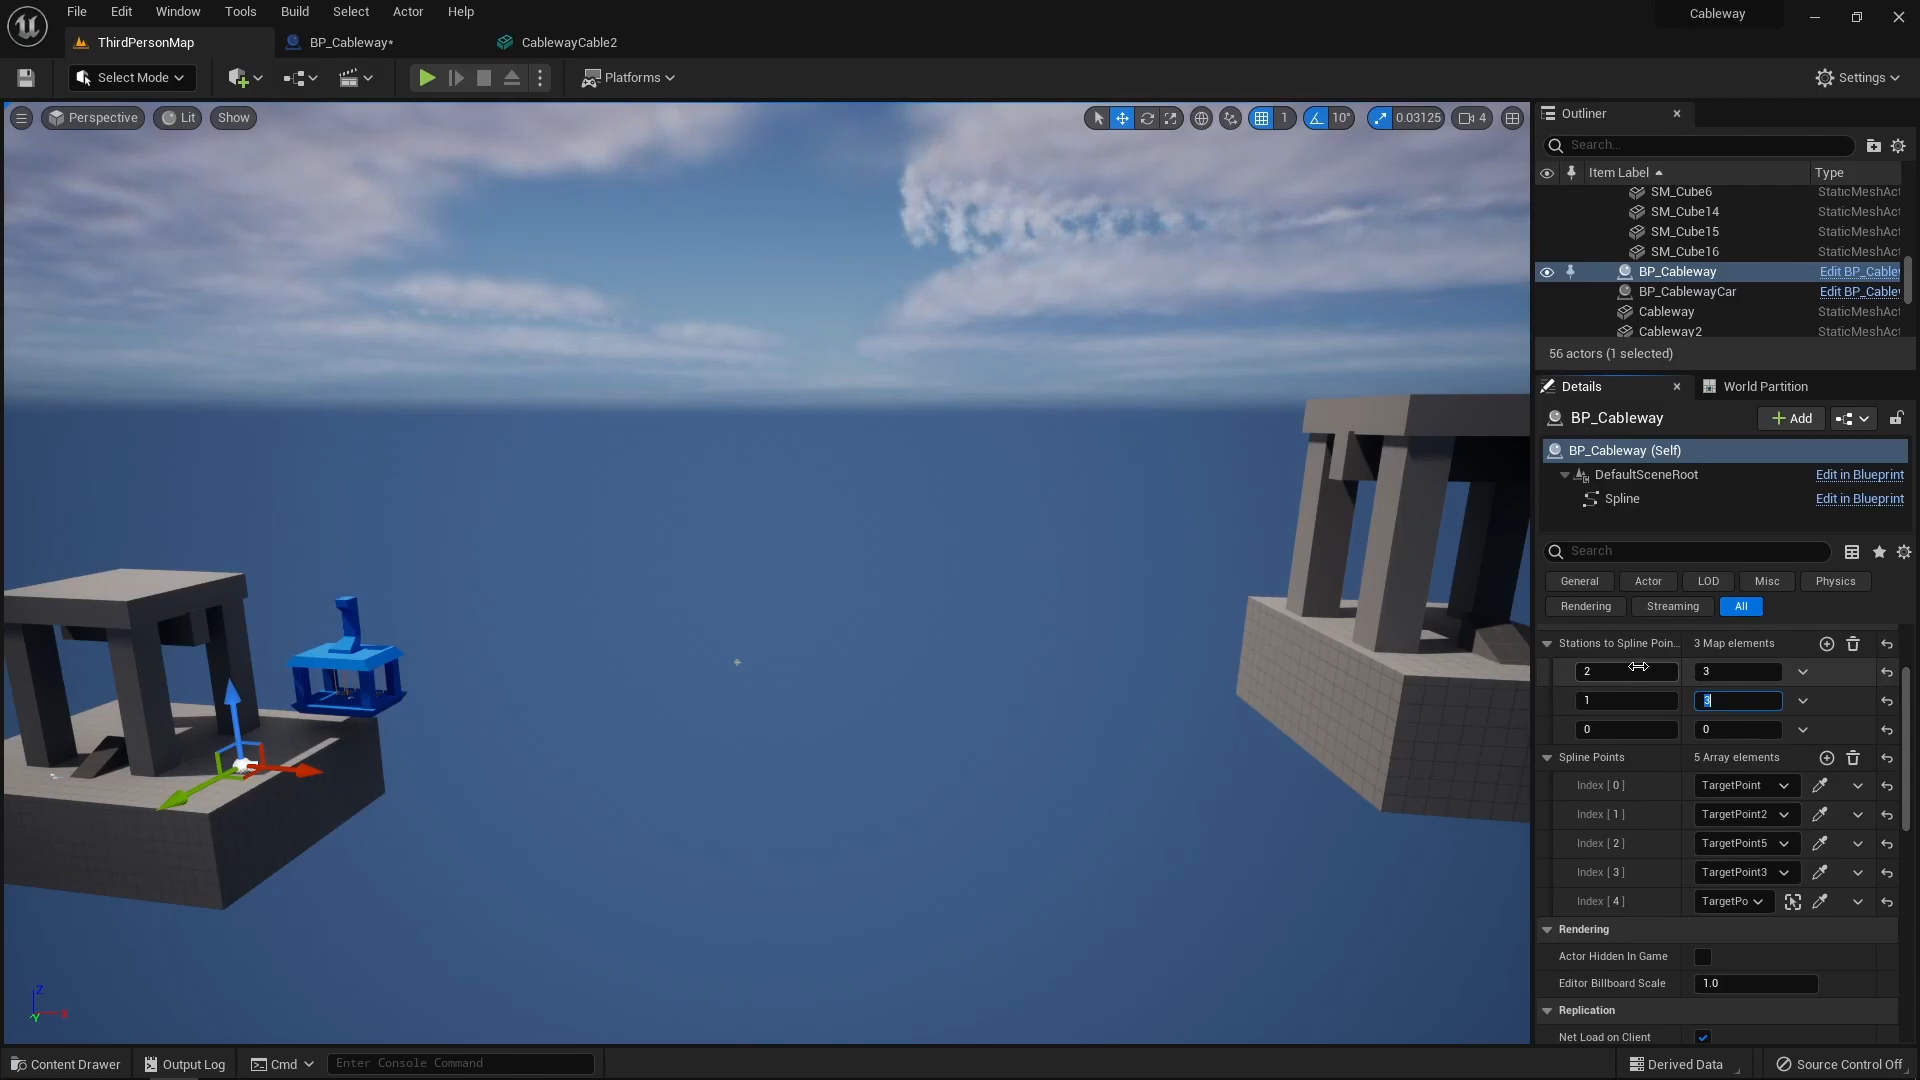 File Edit Window Tools Build Select Actor Help
Cableway
ThirdPersonMap
BP_Cableway*
CablewayCable2
Select Mode
Platforms
Settings
Perspective
Lit
Show
1
10°
0.03125
4
Outliner
Search...
Item Label
Type
SM_Cube6 StaticMeshAct
SM_Cube14 StaticMeshAct
SM_Cube15 StaticMeshAct
SM_Cube16 StaticMeshAct
BP_Cableway Edit BP_Cable
BP_CablewayCar Edit BP_Cable
Cableway StaticMeshAct
Cableway2 StaticMeshAct
56 actors (1 selected)
Details
World Partition
BP_Cableway
Add
BP_Cableway (Self)
DefaultSceneRoot Edit in Blueprint
Spline Edit in Blueprint
Search
General Actor LOD Misc Physics
Rendering Streaming All
Stations to Spline Poin... 3 Map elements
2 3
1 3
0 0
Spline Points 5 Array elements
Index [ 0 ] TargetPoint
Index [ 1 ] TargetPoint2
Index [ 2 ] TargetPoint5
Index [ 3 ] TargetPoint3
Index [ 4 ] TargetPo
Rendering
Actor Hidden In Game
Editor Billboard Scale 1.0
Replication
Net Load on Client
Z
Content Drawer
Output Log
Cmd
Enter Console Command
Derived Data
Source Control Off